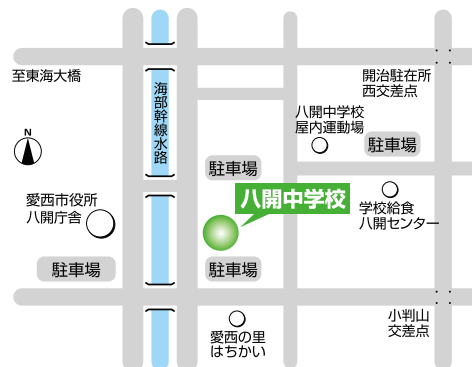 至東海大橋
海部幹線水路
開治駐在所
西交差点
八開中学校
屋内運動場
駐車場
N
駐車場
八開中学校
愛西市役所
八開庁舎
学校給食
八開センター
駐車場
駐車場
小判山
交差点
愛西の里
はちかい